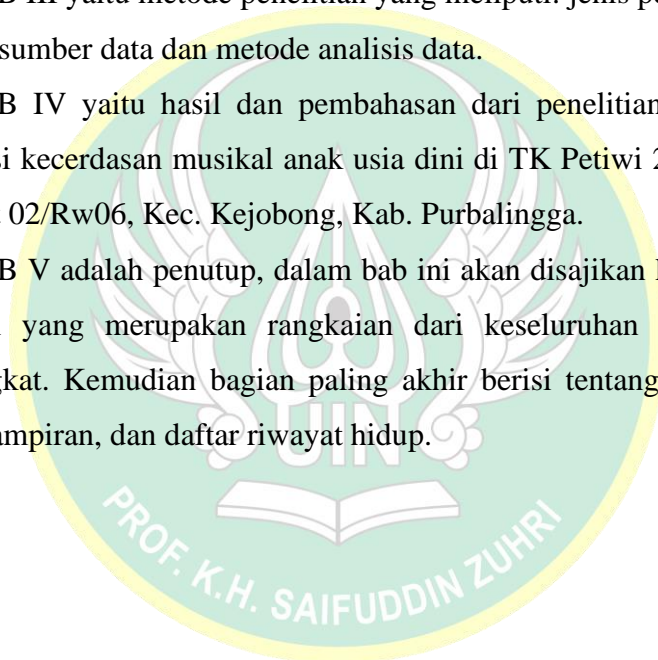 B III yaitu metode penelitian yang meliputi: jenis
sumber data dan metode analisis data.
B IV yaitu hasil dan pembahasan dari penelitian
si kecerdasan musikal anak usia dini di TK Petiwi
02/Rw06, Kec. Kejobong, Kab. Purbalingga.
B V adalah penutup, dalam bab ini akan disajikan
yang merupakan rangkaian dari keseluruhan
gkat. Kemudian bagian paling akhir berisi tentang
ampiran, dan daftar riwayat hidup.
UIN
PROF. K.H. SAIFUDDIN ZUHRI